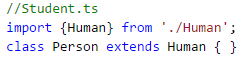 //Student.ts
import {Human} from './Human';
class Person extends Human { }